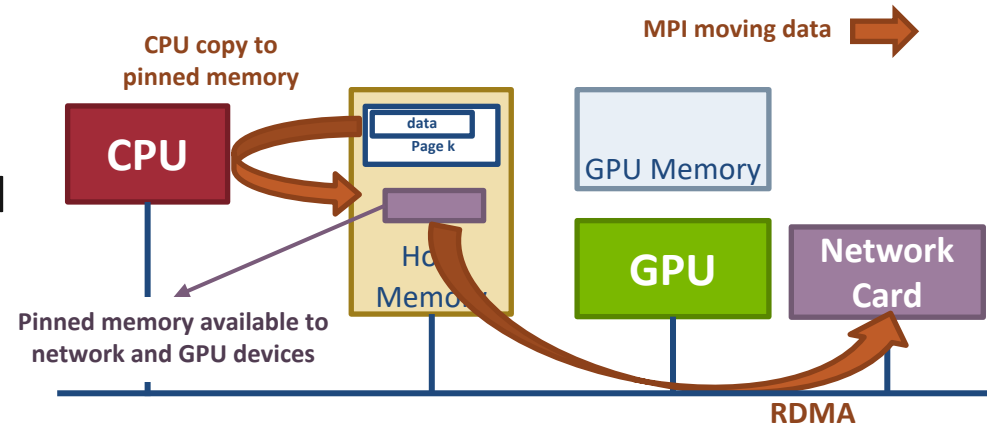 MPI moving data
CPU copy to
pinned memory
CPU
data
Page k
GPU Memory
GPU
Network
Card
Memory
Pinned memory available to
network and GPU devices
RDMA